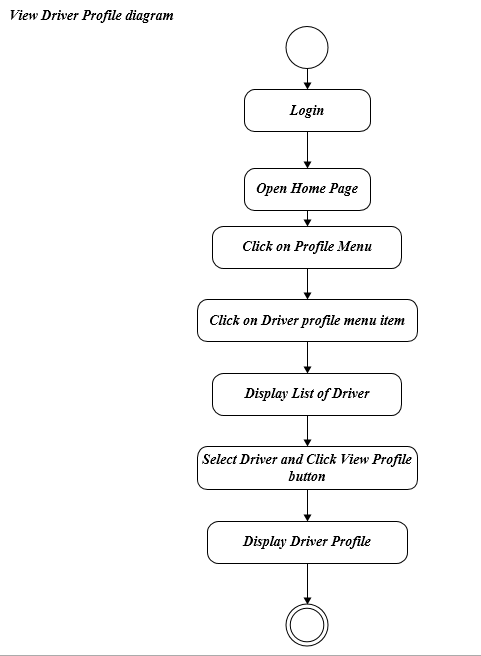 View Driver Profile diagram
Login
Open Home Page
Click on Profile Menu
Click on Driver profile menu item
Display List of Driver
Select Driver and Click View Profile
button
Display Driver Profile